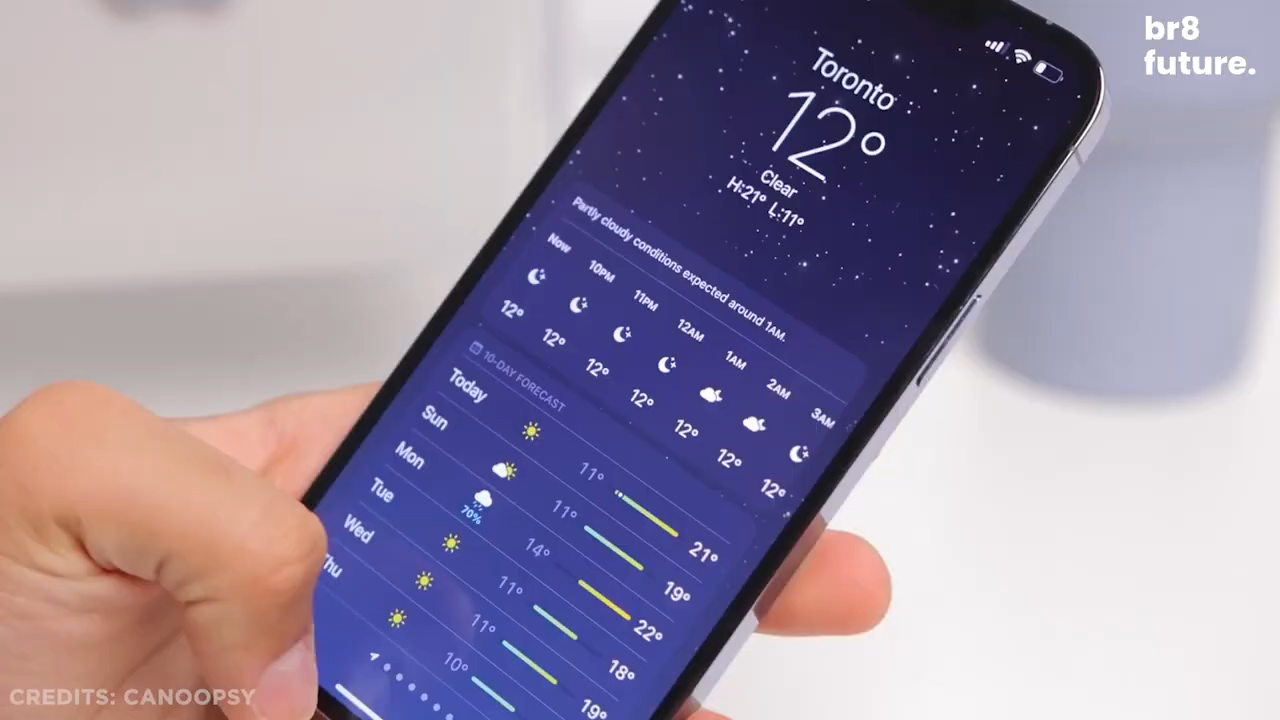 br8
future.
Toronto
12°
Clear
H:21° L:11°
Partly cloudy conditions expected around 1AM.
Now 10PM 11PM 12AM 1AM 2AM 3AM
12° 12° 12° 12° 12° 12° 12°
10-DAY FORECAST
Today 11° 21°
Sun 11° 19°
Mon 70% 14° 22°
Tue 11° 18°
Wed 11° 19°
Thu 10°
CREDITS: CANOOPSY